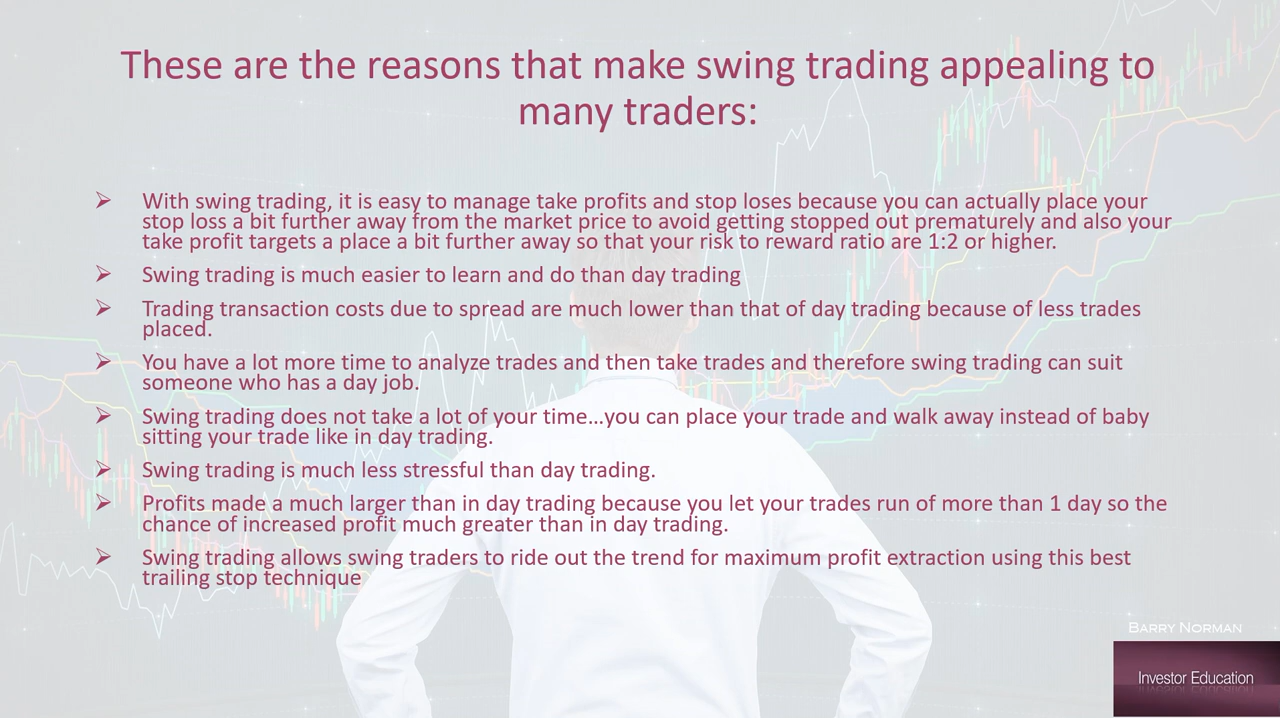 These are the reasons that make swing trading appealing to
many traders:
➢ With swing trading, it is easy to manage take profits and stop loses because you can actually place your
stop loss a bit further away from the market price to avoid getting stopped out prematurely and also your
take profit targets a place a bit further away so that your risk to reward ratio are 1:2 or higher.
➢ Swing trading is much easier to learn and do than day trading
➢ Trading transaction costs due to spread are much lower than that of day trading because of less trades
placed.
➢ You have a lot more time to analyze trades and then take trades and therefore swing trading can suit
someone who has a day job.
➢ Swing trading does not take a lot of your time…you can place your trade and walk away instead of baby
sitting your trade like in day trading.
➢ Swing trading is much less stressful than day trading.
➢ Profits made a much larger than in day trading because you let your trades run of more than 1 day so the
chance of increased profit much greater than in day trading.
➢ Swing trading allows swing traders to ride out the trend for maximum profit extraction using this best
trailing stop technique
Barry Norman
Investor Education